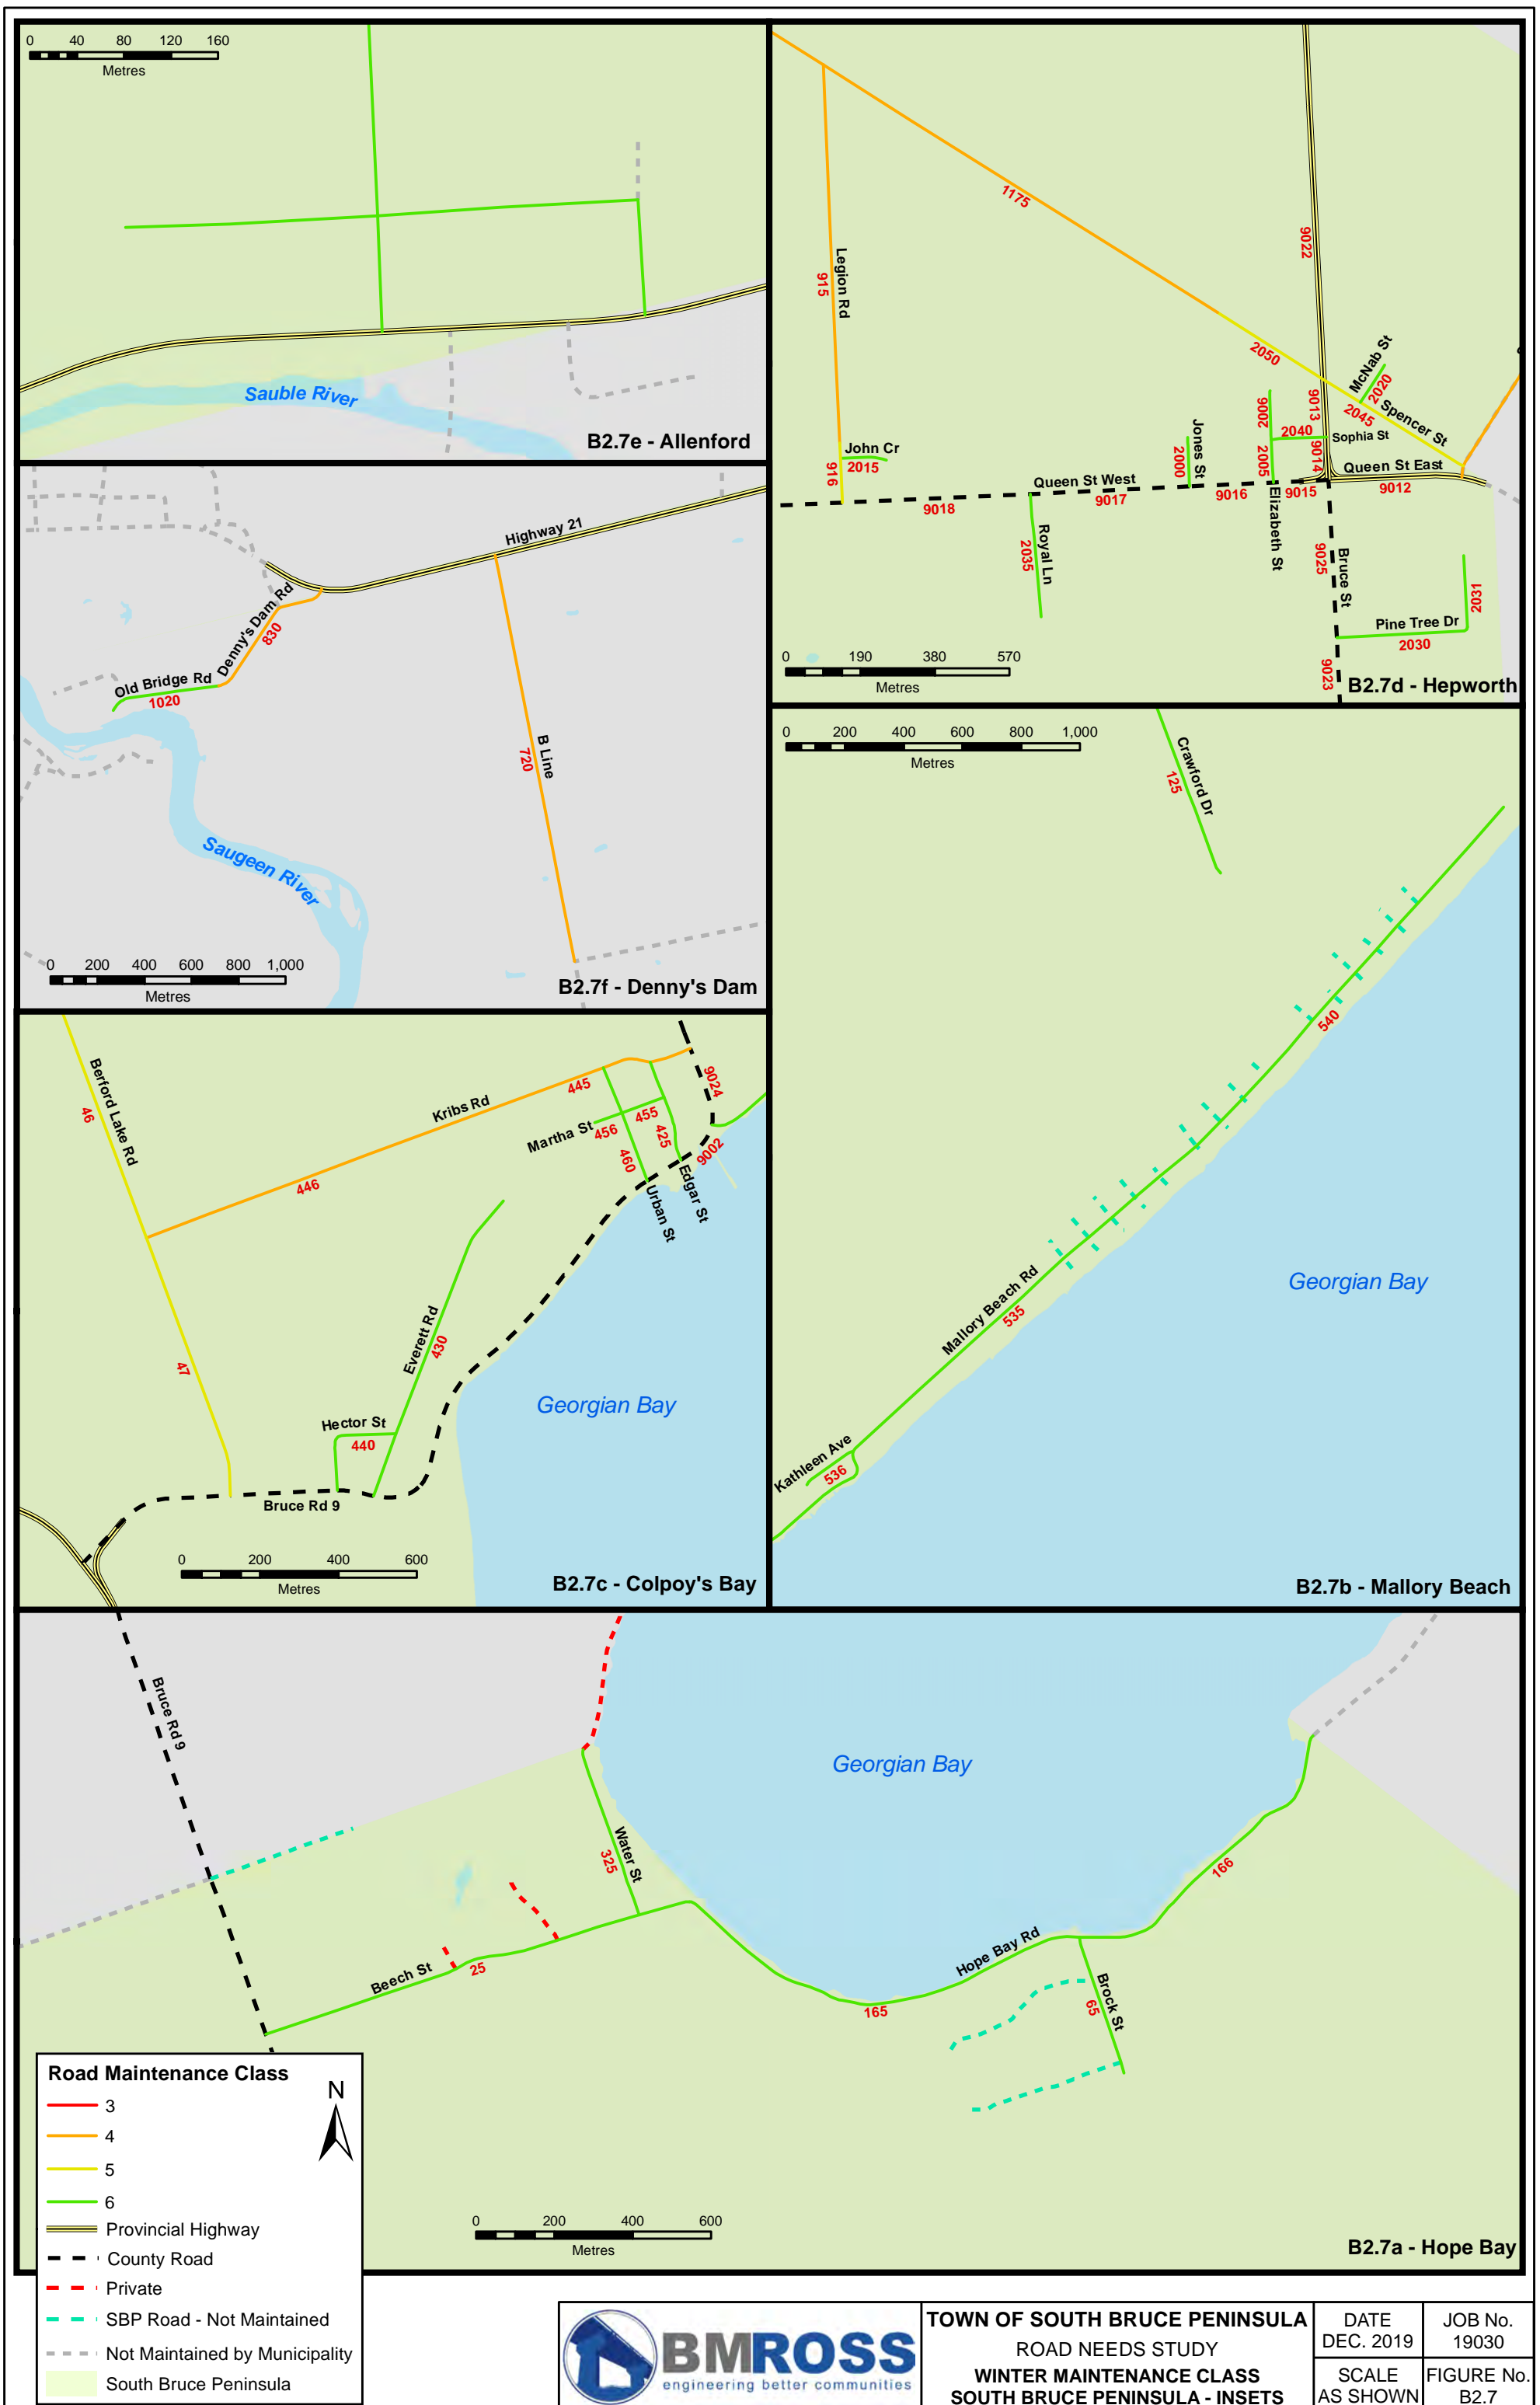 0 40 80 120 160
Metres
Sauble River
B2.7e - Allenford
1175
9022
Legion Rd
915
2050
McNab St
2020
2045
Spencer St
9013
2006
2040
Sophia St
9014
2005
Jones St
2000
John Cr
2015
916
Queen St West
Queen St East
9018
9017
9016
9015
9012
Elizabeth St
Royal Ln
2035
9025
Bruce St
2031
Pine Tree Dr
2030
9023
0 190 380 570
Metres
B2.7d - Hepworth
Highway 21
Denny's Dam Rd
830
Old Bridge Rd
1020
B Line
720
Saugeen River
0 200 400 600 800 1,000
Metres
B2.7f - Denny's Dam
0 200 400 600 800 1,000
Metres
Crawford Dr
125
540
Mallory Beach Rd
535
Georgian Bay
Kathleen Ave
536
B2.7b - Mallory Beach
Berford Lake Rd
46
Kribs Rd
445
446
9024
Martha St
455
456
425
460
9002
Edgar St
Urban St
47
Everett Rd
430
Georgian Bay
Hector St
440
Bruce Rd 9
0 200 400 600
Metres
B2.7c - Colpoy's Bay
Bruce Rd 9
Georgian Bay
Water St
325
166
Hope Bay Rd
Beech St
25
165
Brock St
65
0 200 400 600
Metres
B2.7a - Hope Bay
Road Maintenance Class
N
3
4
5
6
Provincial Highway
County Road
Private
SBP Road - Not Maintained
Not Maintained by Municipality
South Bruce Peninsula
BMROSS
engineering better communities
TOWN OF SOUTH BRUCE PENINSULA
ROAD NEEDS STUDY
WINTER MAINTENANCE CLASS
SOUTH BRUCE PENINSULA - INSETS
DATE
DEC. 2019
JOB No.
19030
SCALE
AS SHOWN
FIGURE No.
B2.7